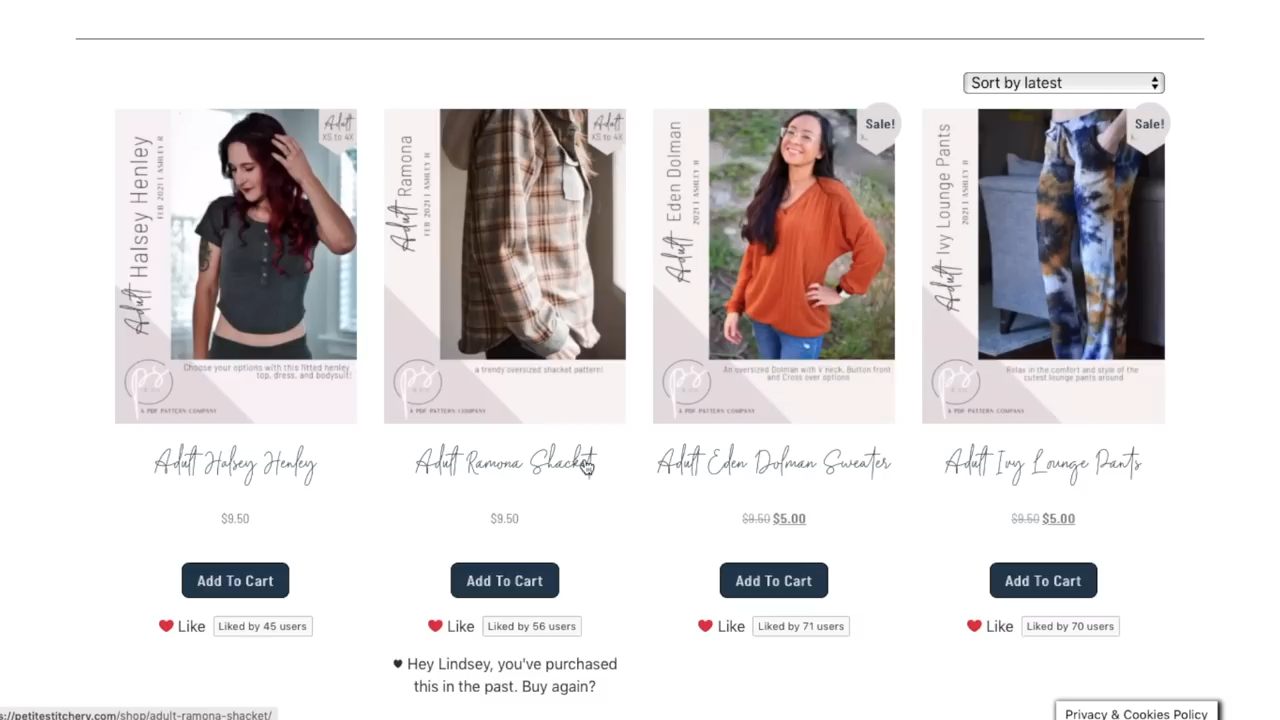 Sort by latest
Adult Halsey Henley
FEB 2021 | ASHLEY R
Adult
XS to 4X
Choose your options with this fitted henley
top, dress, and bodysuit!
ps
A PDF PATTERN COMPANY
Adult Ramona
FEB 2021 | ASHLEY R
Adult
XS to 4X
a trendy oversized shacket pattern!
ps
A PDF PATTERN COMPANY
Adult Eden Dolman
2021 | ASHLEY R
Sale!
An oversized Dolman with V neck, Button front
and Cross over options
ps
A PDF PATTERN COMPANY
Adult Ivy Lounge Pants
2021 | ASHLEY R
Sale!
Relax in the comfort and style of the
cutest lounge pants around
ps
A PDF PATTERN COMPANY
Adult Halsey Henley
Adult Ramona Shacket
Adult Eden Dolman Sweater
Adult Ivy Lounge Pants
$9.50
$9.50
$9.50 $5.00
$9.50 $5.00
Add To Cart
Add To Cart
Add To Cart
Add To Cart
Like Liked by 45 users
Like Liked by 56 users
Like Liked by 71 users
Like Liked by 70 users
Hey Lindsey, you've purchased
this in the past. Buy again?
s://petitestitchery.com/shop/adult-ramona-shacket/
Privacy & Cookies Policy